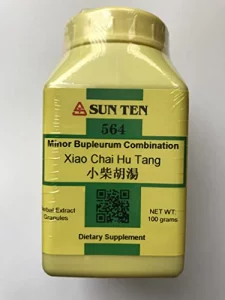 SUN TEN
564
Minor Bupleurum Combination
Xiao Chai Hu Tang
小柴胡湯
Herbal Extract NET WT:
Granules 100 grams
Dietary Supplement